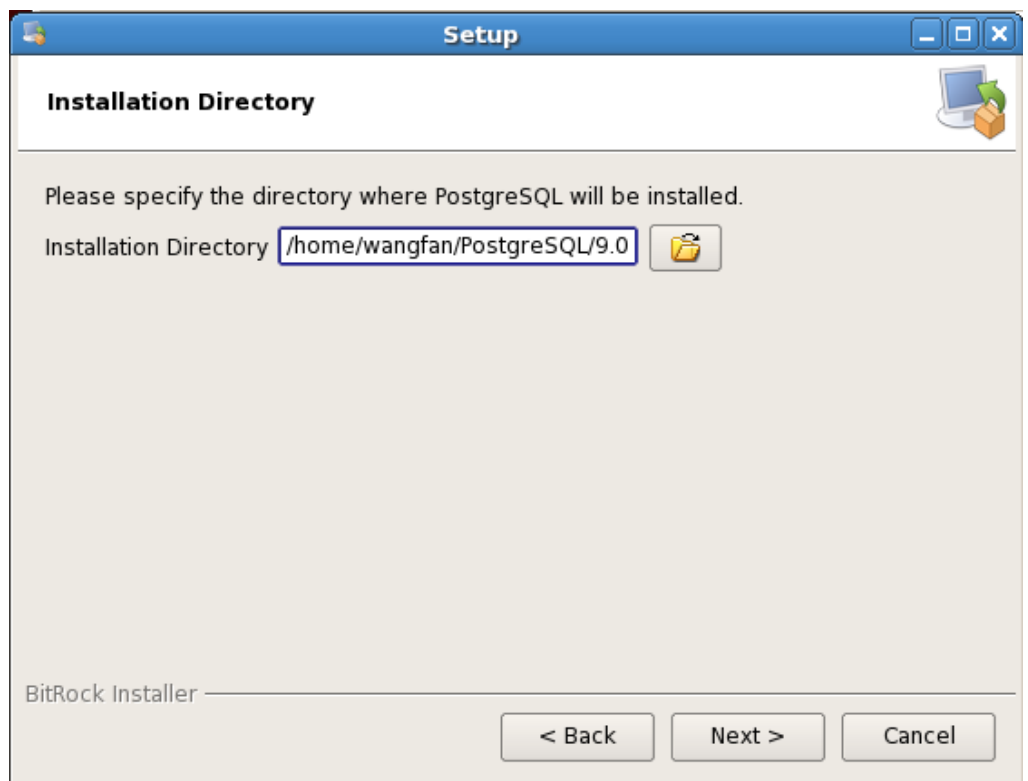 Setup
Installation Directory
Please specify the directory where PostgreSQL will be installed.
Installation Directory /home/wangfan/PostgreSQL/9.0
BitRock Installer
< Back Next > Cancel